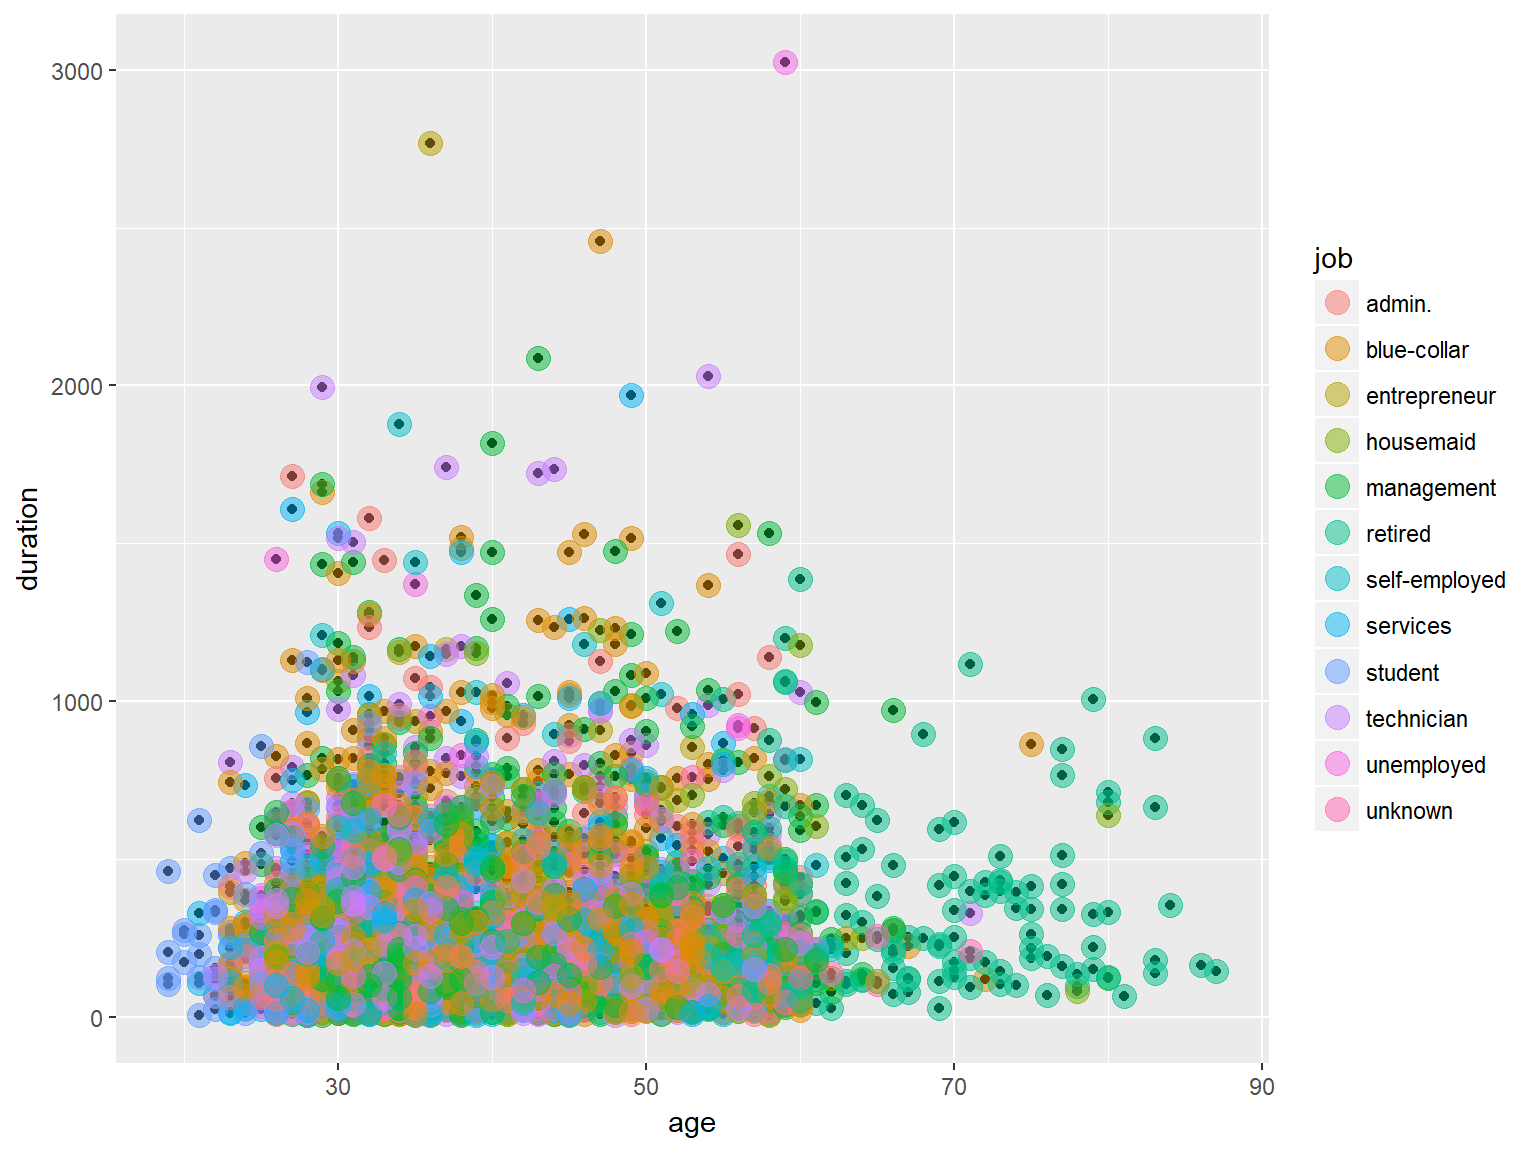 3000
2000
1000
0
duration
30
50
70
90
age
job
admin.
blue-collar
entrepreneur
housemaid
management
retired
self-employed
services
student
technician
unemployed
unknown